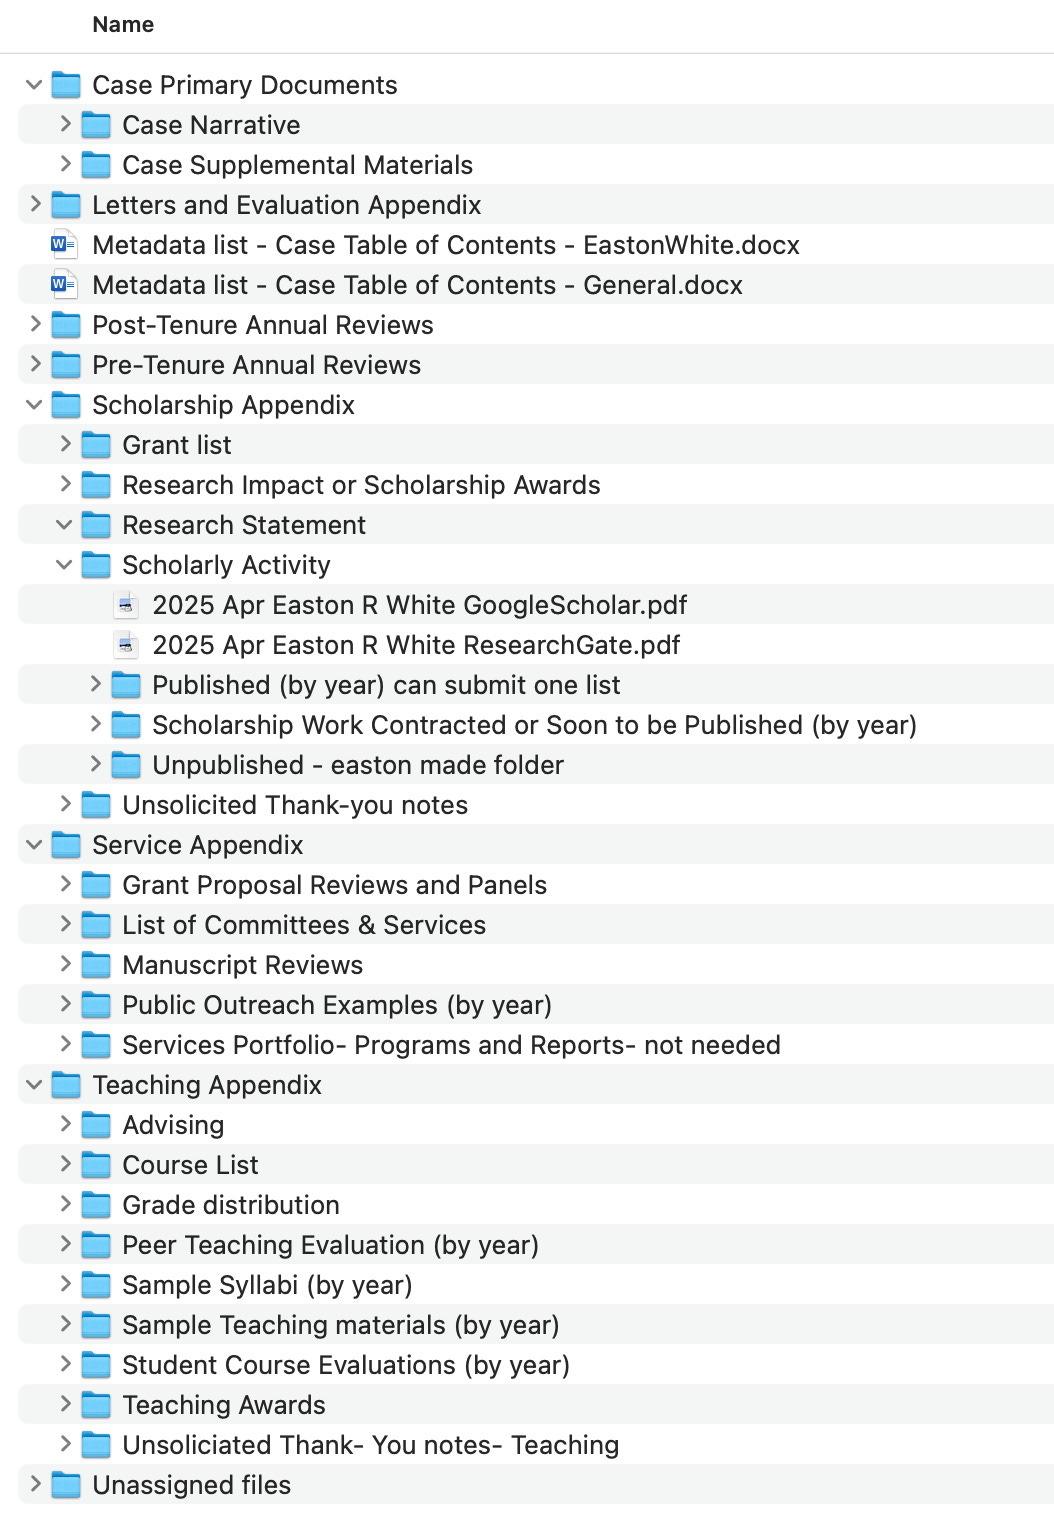 Name
Case Primary Documents
Case Narrative
Case Supplemental Materials
Letters and Evaluation Appendix
Metadata list - Case Table of Contents - EastonWhite.docx
Metadata list - Case Table of Contents - General.docx
Post-Tenure Annual Reviews
Pre-Tenure Annual Reviews
Scholarship Appendix
Grant list
Research Impact or Scholarship Awards
Research Statement
Scholarly Activity
2025 Apr Easton R White GoogleScholar.pdf
2025 Apr Easton R White ResearchGate.pdf
Published (by year) can submit one list
Scholarship Work Contracted or Soon to be Published (by year)
Unpublished - easton made folder
Unsolicited Thank-you notes
Service Appendix
Grant Proposal Reviews and Panels
List of Committees & Services
Manuscript Reviews
Public Outreach Examples (by year)
Services Portfolio- Programs and Reports- not needed
Teaching Appendix
Advising
Course List
Grade distribution
Peer Teaching Evaluation (by year)
Sample Syllabi (by year)
Sample Teaching materials (by year)
Student Course Evaluations (by year)
Teaching Awards
Unsoliciated Thank- You notes- Teaching
Unassigned files